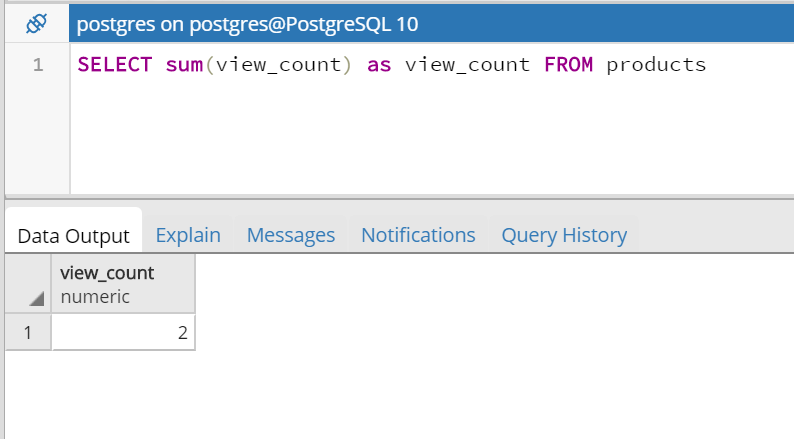 postgres on postgres@PostgreSQL 10
1 SELECT sum(view_count) as view_count FROM products
Data Output Explain Messages Notifications Query History
view_count
numeric
1 2